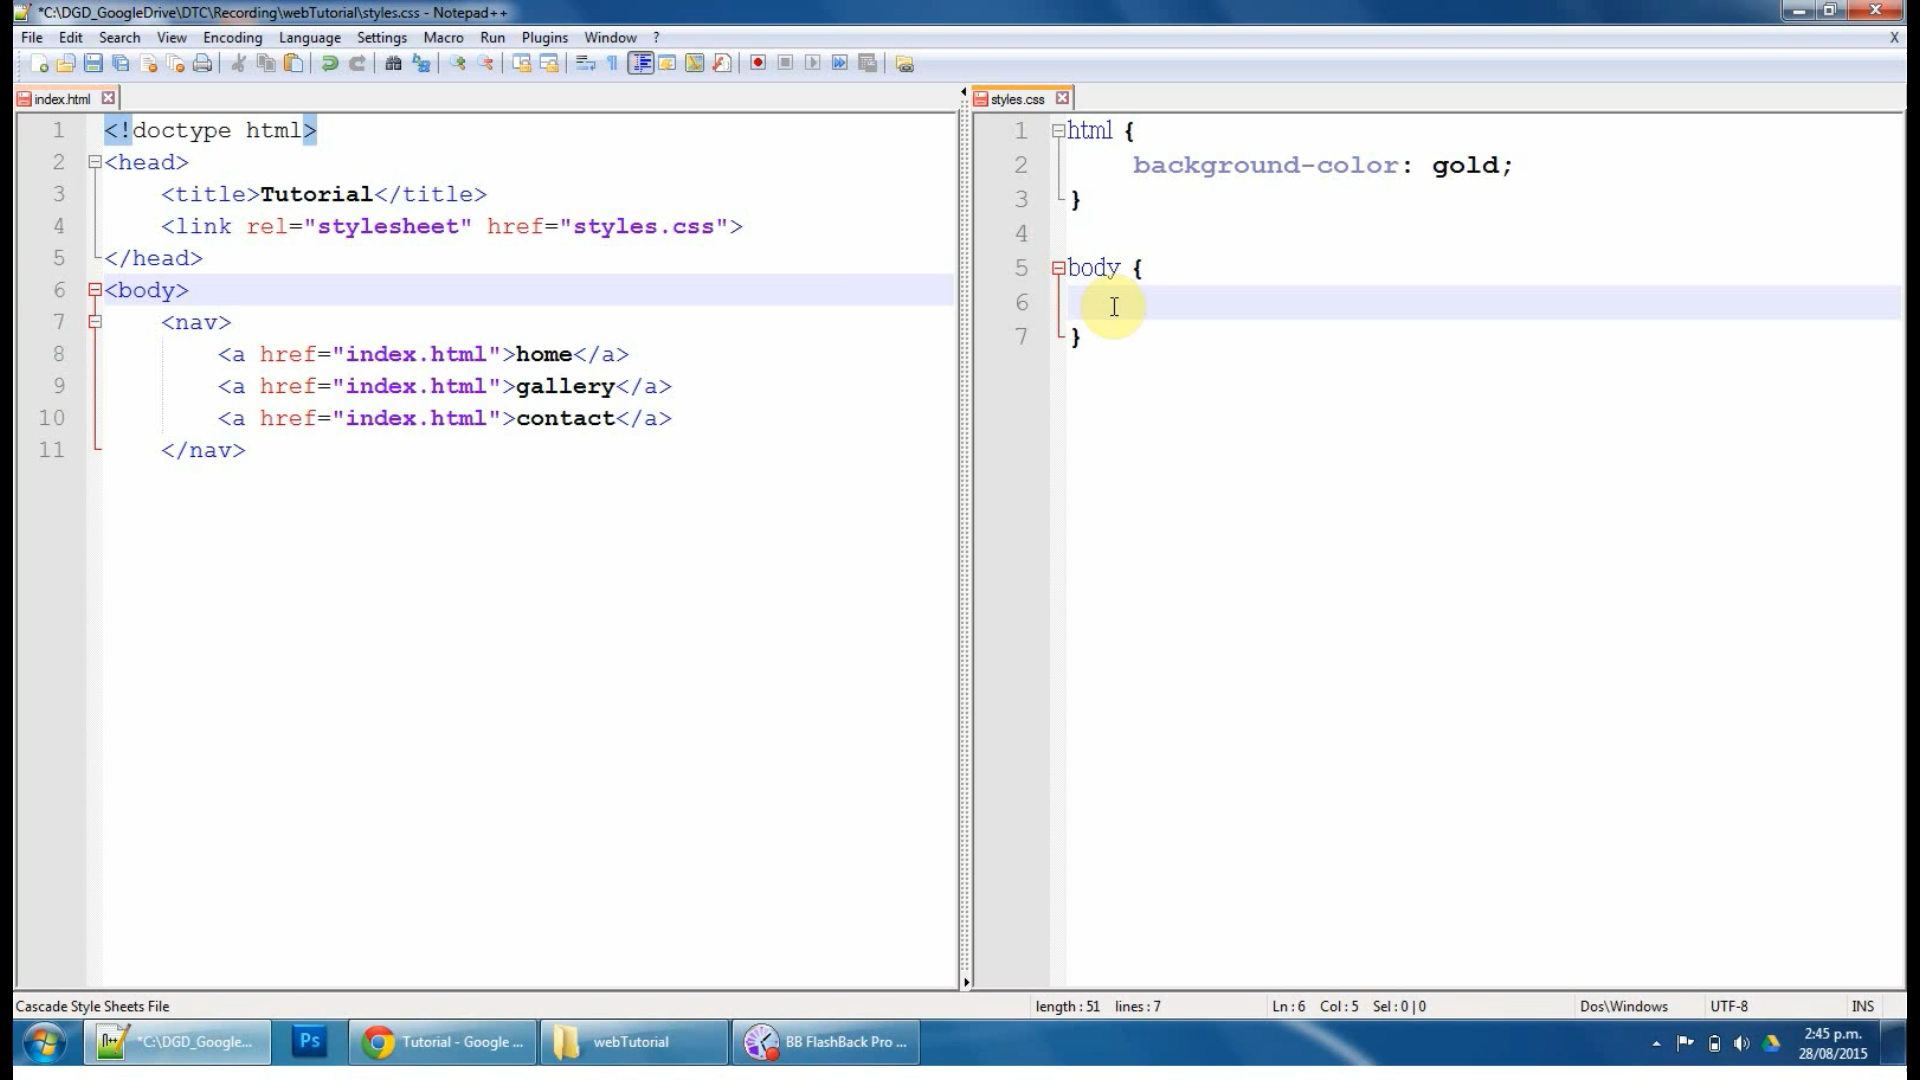 *C:\DGD_GoogleDrive\DTC\Recording\webTutorial\styles.css - Notepad++
File Edit Search View Encoding Language Settings Macro Run Plugins Window ? X
index.html
1 <!doctype html>
2 <head>
3 <title>Tutorial</title>
4 <link rel="stylesheet" href="styles.css">
5 </head>
6 <body>
7 <nav>
8 <a href="index.html">home</a>
9 <a href="index.html">gallery</a>
10 <a href="index.html">contact</a>
11 </nav>
styles.css
1 html {
2 background-color: gold;
3 }
4
5 body {
6
7 }
Cascade Style Sheets File length : 51 lines : 7 Ln : 6 Col : 5 Sel : 0 | 0 Dos\Windows UTF-8 INS
*C:\DGD_Google... Ps Tutorial - Google ... webTutorial BB FlashBack Pro ... 2:45 p.m.
28/08/2015